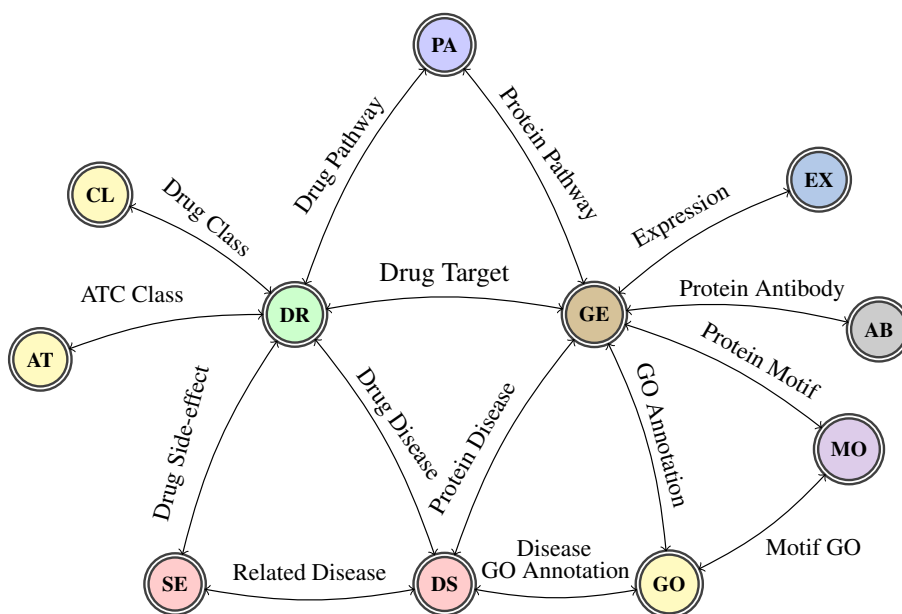 PA
Drug Pathway
Protein Pathway
EX
CL
Drug Class
Expression
ATC Class
Drug Target
Protein Antibody
DR
GE
AB
AT
Protein Motif
Drug Side-effect
Drug Disease
Protein Disease
GO Annotation
MO
Motif GO
SE
Related Disease
DS
Disease
GO Annotation
GO